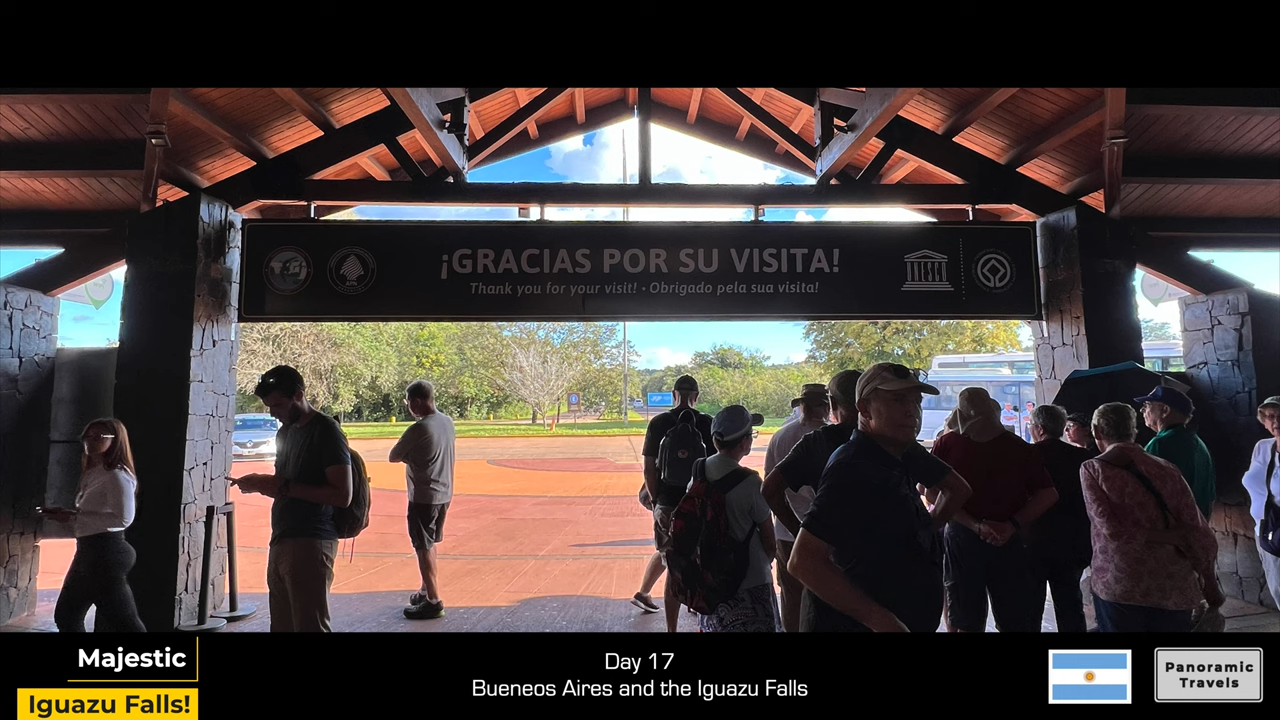 ¡GRACIAS POR SU VISITA!
Thank you for your visit! • Obrigado pela sua visita!
UNESCO
Majestic
Iguazu Falls!
Day 17
Bueneos Aires and the Iguazu Falls
Panoramic
Travels